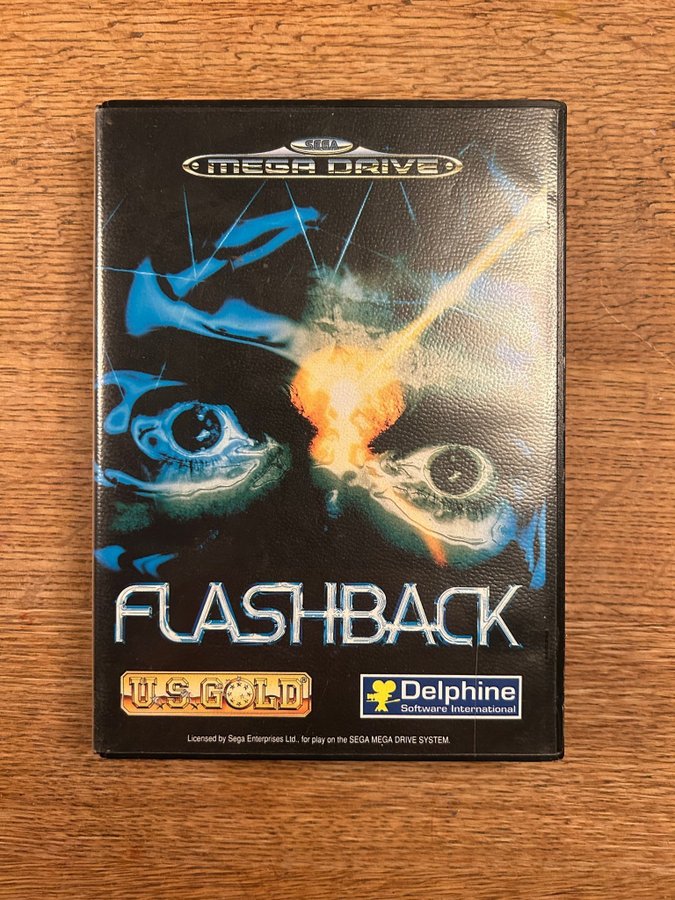 SEGA
MEGA DRIVE
FLASHBACK
U.S. GOLD®
Delphine
Software International
Licensed by Sega Enterprises Ltd., for play on the SEGA MEGA DRIVE SYSTEM.